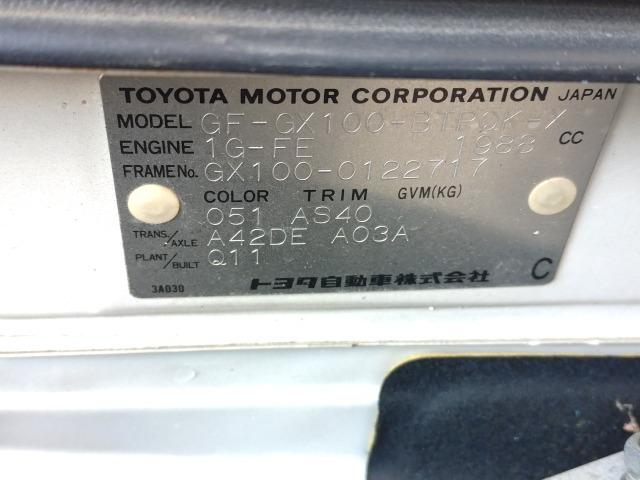 TOYOTA MOTOR CORPORATION JAPAN
MODEL GF-GX100-BTPQK-X
ENGINE 1G-FE 1988 CC
FRAME No. GX100-0122717
COLOR TRIM GVM(KG)
051 AS40
TRANS./AXLE A42DE A03A
PLANT/BUILT Q11
3A030 トヨタ自動車株式会社 C